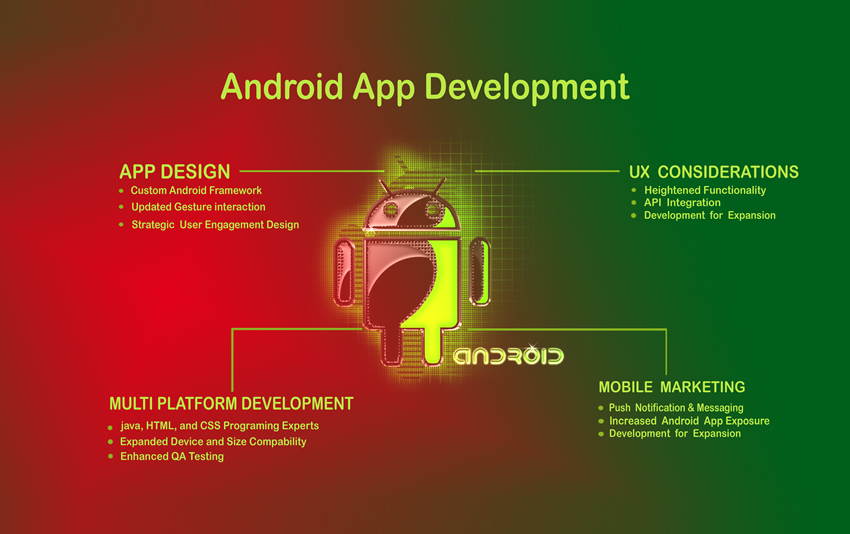 Android App Development
APP DESIGN
Custom Android Framework
Updated Gesture interaction
Strategic User Engagement Design
UX CONSIDERATIONS
Heightened Functionality
API Integration
Development for Expansion
ANDROID
MULTI PLATFORM DEVELOPMENT
java, HTML, and CSS Programing Experts
Expanded Device and Size Compability
Enhanced QA Testing
MOBILE MARKETING
Push Notification & Messaging
Increased Android App Exposure
Development for Expansion